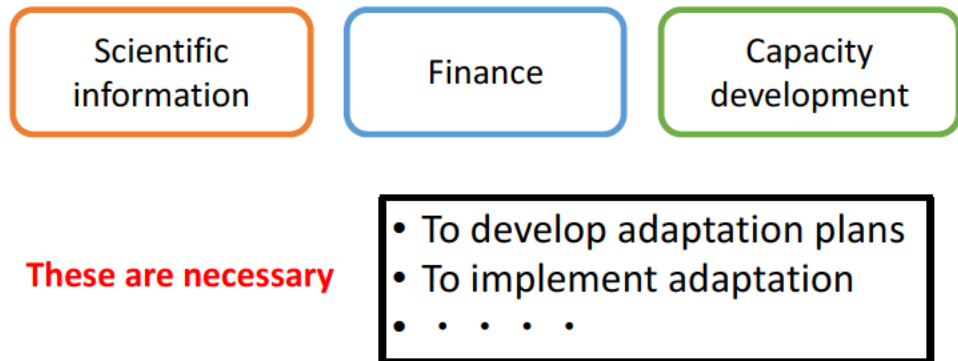 Scientific
information
Finance
Capacity
development
These are necessary
• To develop adaptation plans
• To implement adaptation
• ・ ・ ・ ・ ・